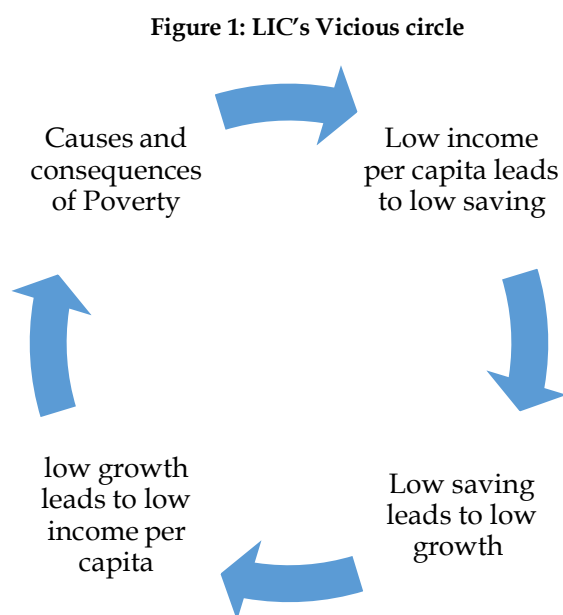 Figure 1: LIC's Vicious circle
Causes and
consequences
of Poverty
Low income
per capita leads
to low saving
Low saving
leads to low
growth
low growth
leads to low
income per
capita